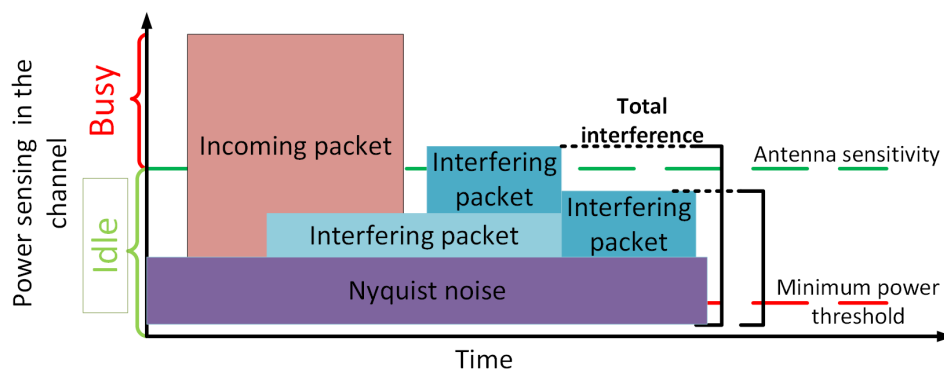 Power sensing in the
channel
Busy
Idle
Incoming packet
Interfering
packet
Interfering packet
Interfering
packet
Nyquist noise
Total
interference
Antenna sensitivity
Minimum power
threshold
Time